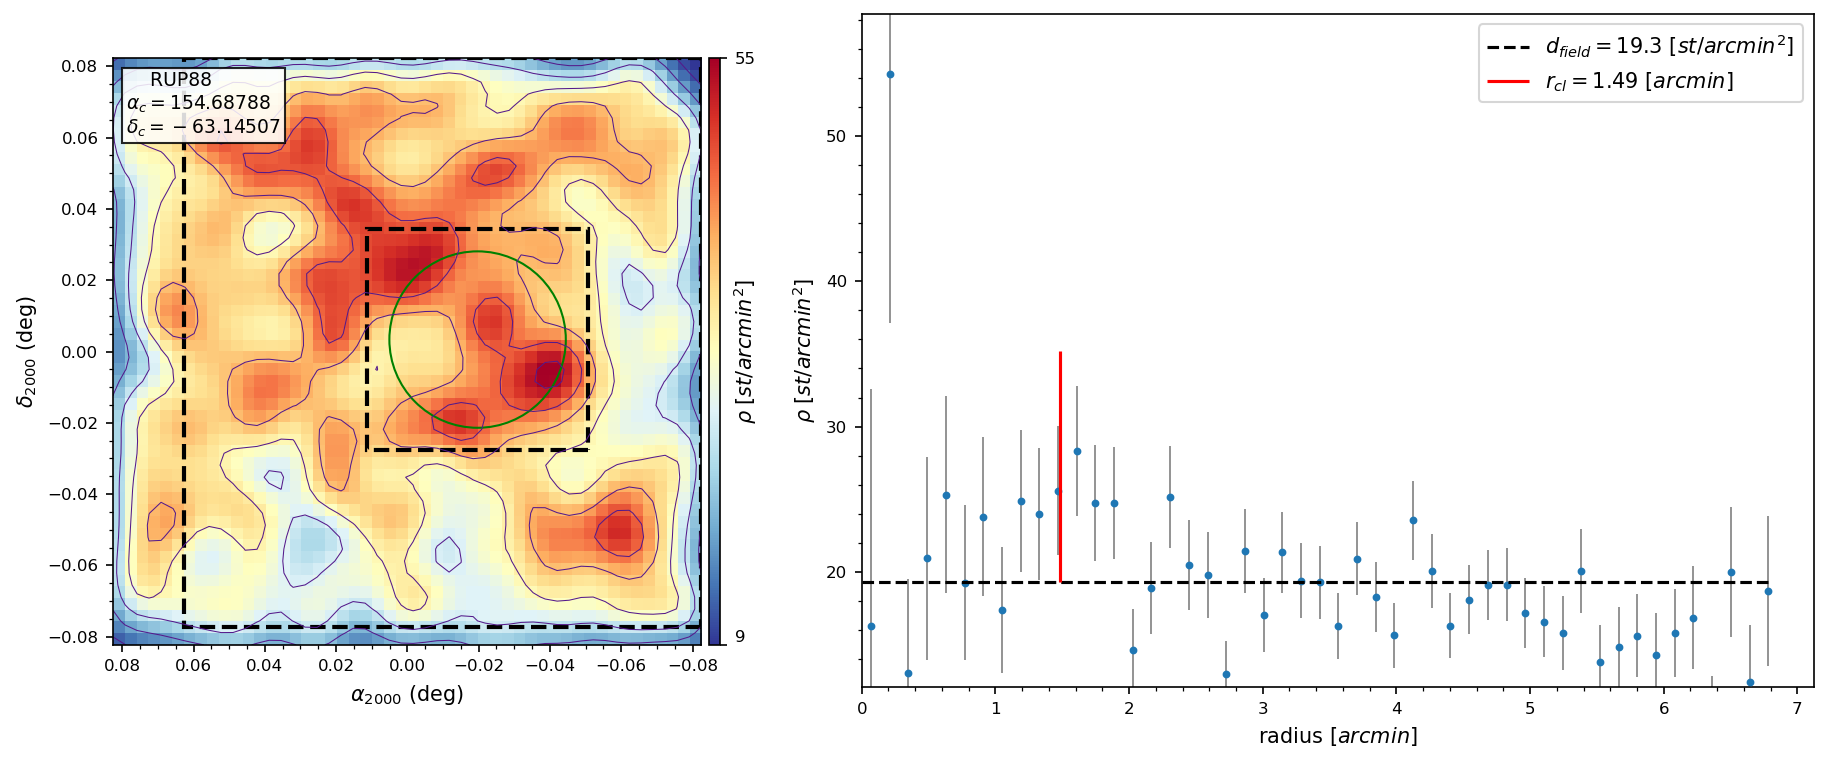 RUP88
α_c = 154.68788
δ_c = −63.14507
0.08
0.06
0.04
0.02
0.00
−0.02
−0.04
−0.06
−0.08
δ_2000 (deg)
0.08 0.06 0.04 0.02 0.00 −0.02 −0.04 −0.06 −0.08
α_2000 (deg)
55
9
ρ [st/arcmin²]
d_field = 19.3 [st/arcmin²]
r_cl = 1.49 [arcmin]
50
40
30
20
ρ [st/arcmin²]
0 1 2 3 4 5 6 7
radius [arcmin]